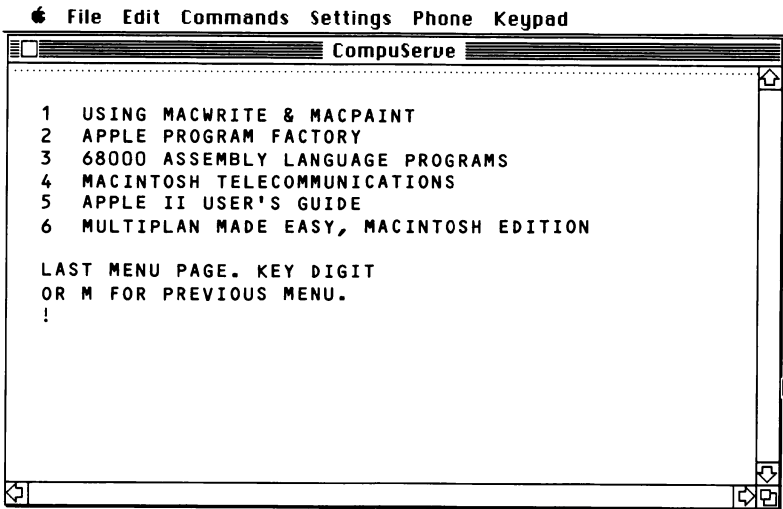 File Edit Commands Settings Phone Keypad
CompuServe
1 USING MACWRITE & MACPAINT
2 APPLE PROGRAM FACTORY
3 68000 ASSEMBLY LANGUAGE PROGRAMS
4 MACINTOSH TELECOMMUNICATIONS
5 APPLE II USER'S GUIDE
6 MULTIPLAN MADE EASY, MACINTOSH EDITION
LAST MENU PAGE. KEY DIGIT
OR M FOR PREVIOUS MENU.
!